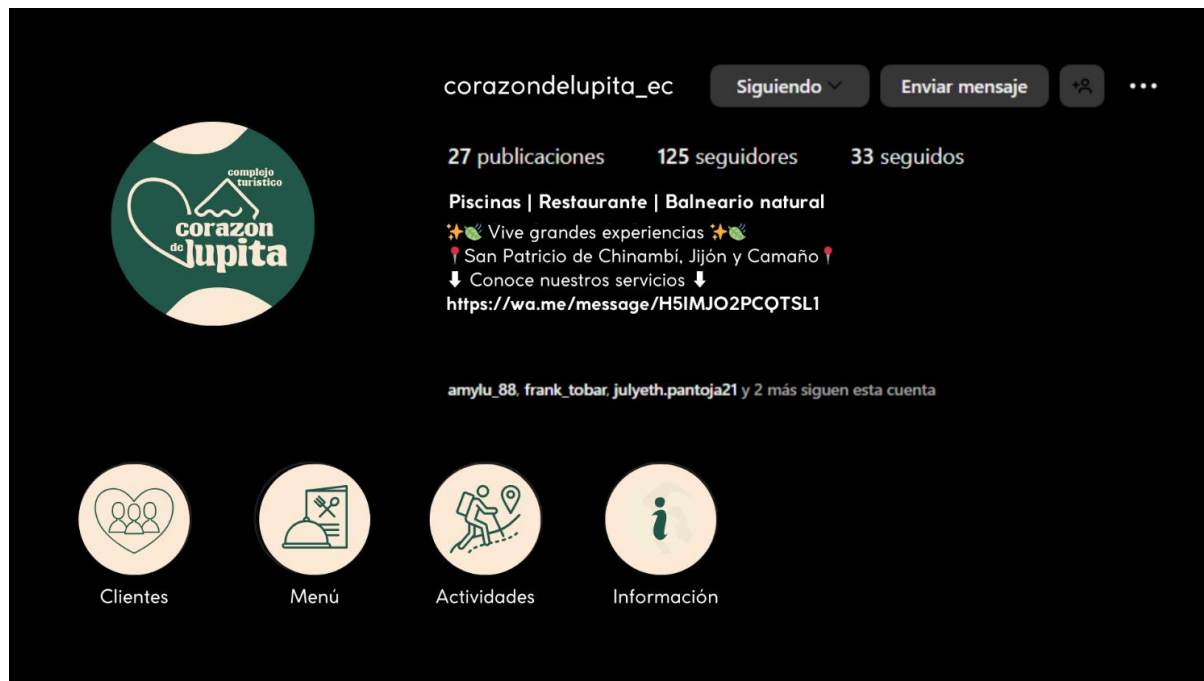 corazondelupita_ec Siguiendo Enviar mensaje
27 publicaciones 125 seguidores 33 seguidos
complejo
turístico
corazón
de lupita
Piscinas | Restaurante | Balneario natural
✨🍃 Vive grandes experiencias ✨🍃
📍San Patricio de Chinambí, Jijón y Camaño📍
⬇ Conoce nuestros servicios ⬇
https://wa.me/message/H5IMJO2PCQTSL1
amylu_88, frank_tobar, julyeth.pantoja21 y 2 más siguen esta cuenta
i
Clientes Menú Actividades Información